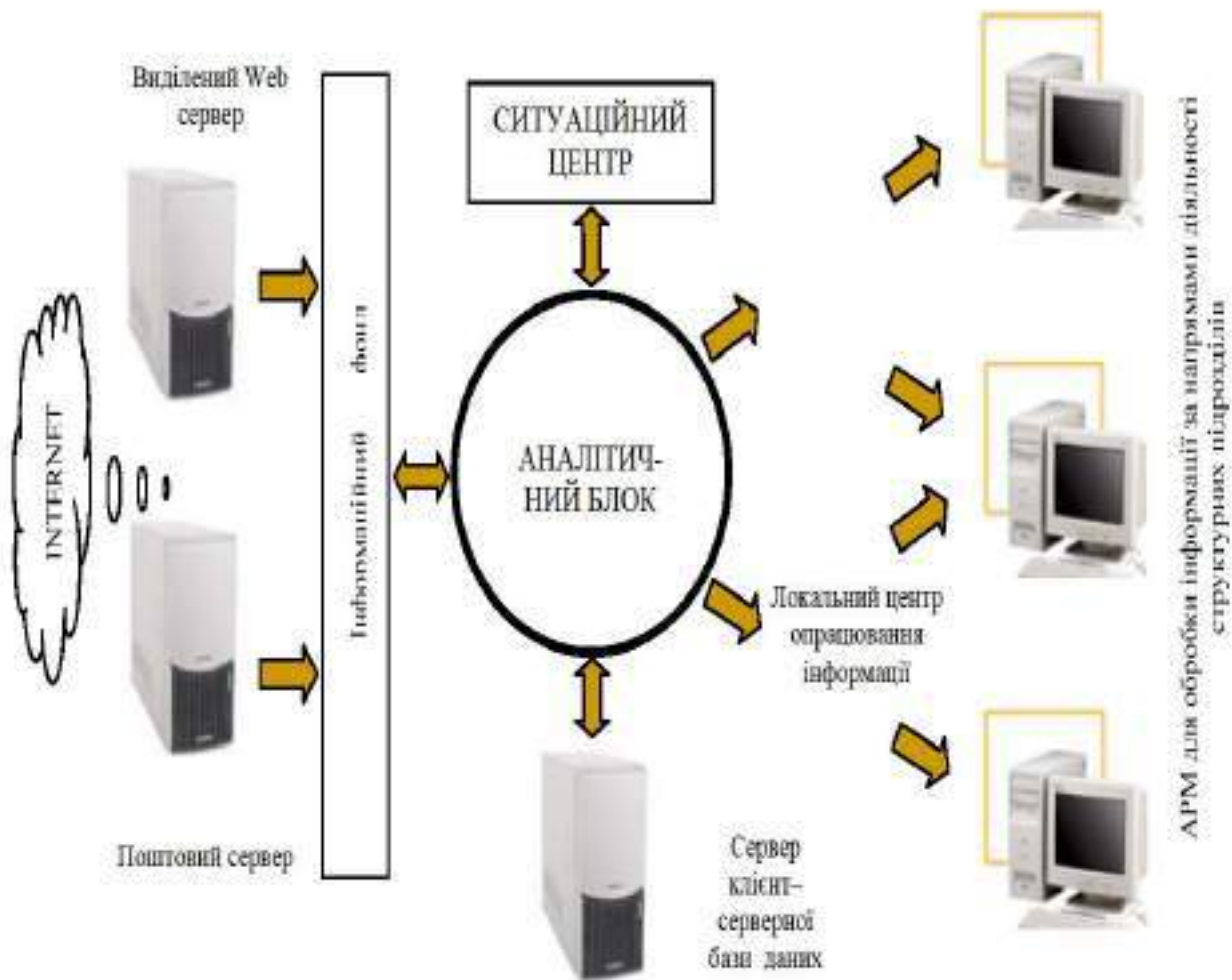 Виділений Web
сервер
СИТУАЦІЙНИЙ
ЦЕНТР
INTERNET
Інформаційний фонд
АНАЛІТИЧ-
НИЙ БЛОК
Локальний центр
опрацювання
інформації
Поштовий сервер
Сервер
клієнт–
серверної
бази даних
АРМ для обробки інформації за напрямами діяльності
структурних підрозділів